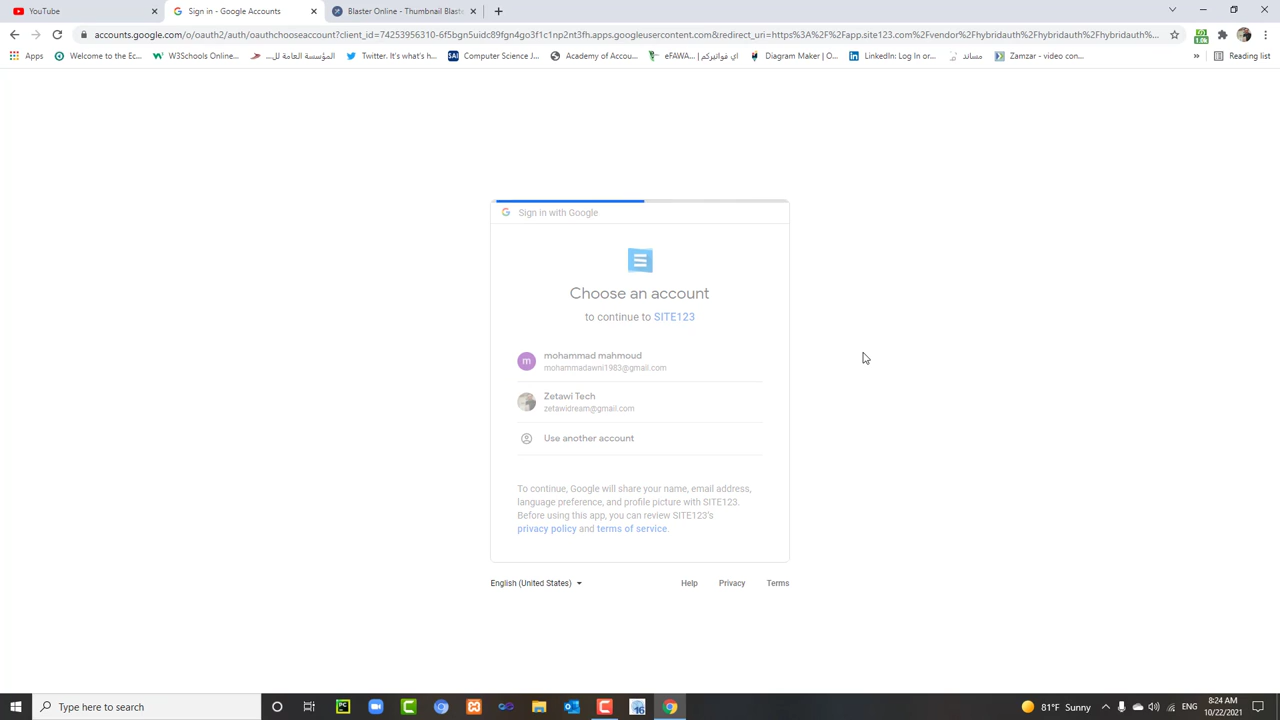 YouTube
Sign in - Google Accounts
Blaster Online - Thumbnail Blaste
accounts.google.com/o/oauth2/auth/oauthchooseaccount?client_id=74253956310-6f5bgn5uidc89fgn4go3f1c1np2nt3fh.apps.googleusercontent.com&redirect_uri=https%3A%2F%2Fapp.site123.com%2Fvendor%2Fhybridauth%2Fhybridauth%2Fhybridauth%2Fhybridauth%...
Apps
Welcome to the Ec...
W3Schools Online...
المؤسسة العامة لل...
Twitter. It's what's h...
Computer Science J...
Academy of Accou...
eFAWA... | اي فواتيركم
Diagram Maker | O...
LinkedIn: Log In or...
مساند
Zamzar - video con...
»
Reading list
Sign in with Google
Choose an account
to continue to SITE123
m
mohammad mahmoud
mohammadawni1983@gmail.com
Zetawi Tech
zetawidream@gmail.com
Use another account
To continue, Google will share your name, email address,
language preference, and profile picture with SITE123.
Before using this app, you can review SITE123's
privacy policy and terms of service.
English (United States)
Help
Privacy
Terms
Type here to search
81°F Sunny
ENG
8:24 AM
10/22/2021